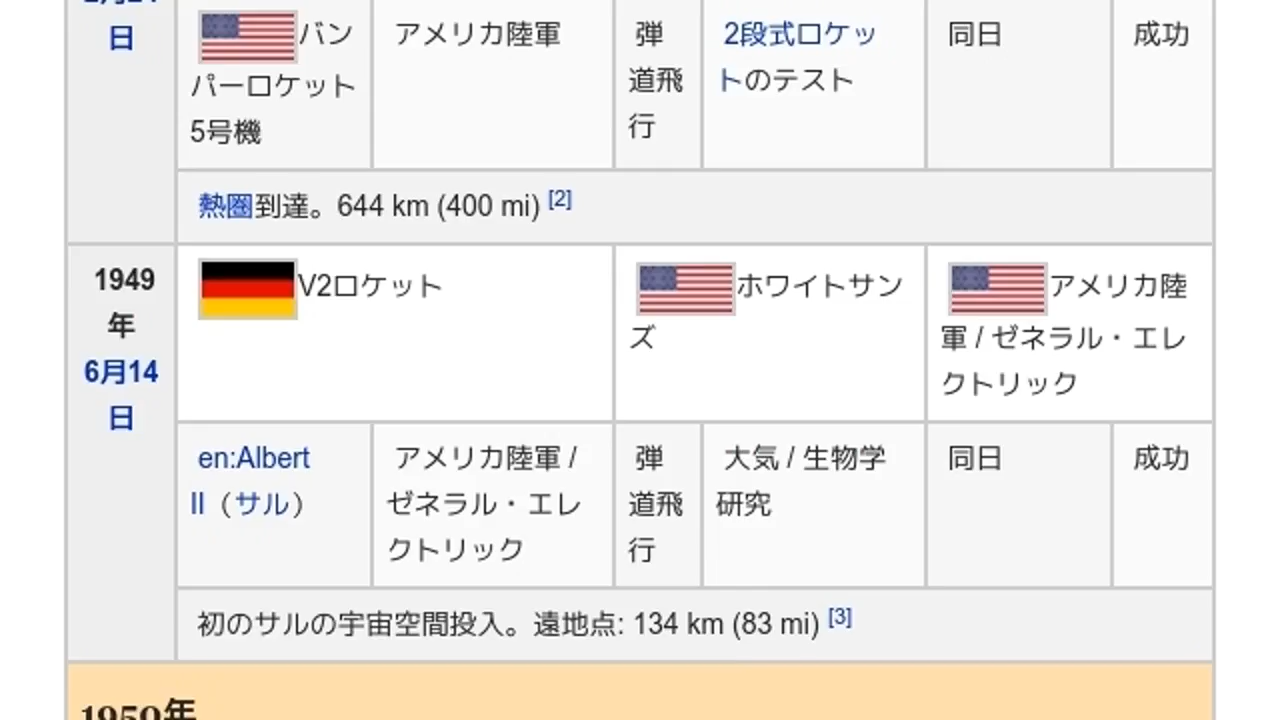 日
バン
パーロケット
5号機
アメリカ陸軍
弾
道飛
行
2段式ロケッ
トのテスト
同日
成功
熱圏到達。644 km (400 mi) [2]
1949
年
6月14
日
V2ロケット
ホワイトサン
ズ
アメリカ陸
軍 / ゼネラル・エレ
クトリック
en:Albert
II（サル）
アメリカ陸軍 /
ゼネラル・エレ
クトリック
弾
道飛
行
大気 / 生物学
研究
同日
成功
初のサルの宇宙空間投入。遠地点: 134 km (83 mi) [3]
1950年